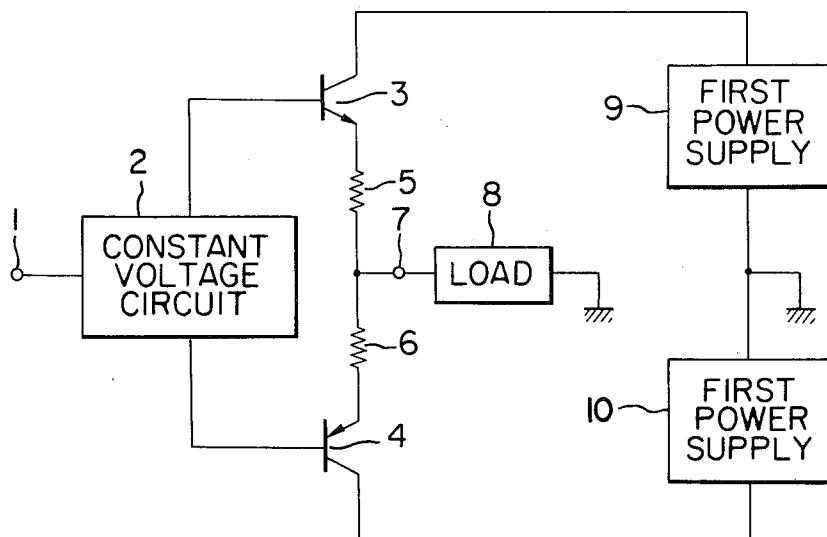 3
9
FIRST
POWER
SUPPLY
2
5
1
7
8
CONSTANT
VOLTAGE
CIRCUIT
LOAD
6
4
10
FIRST
POWER
SUPPLY